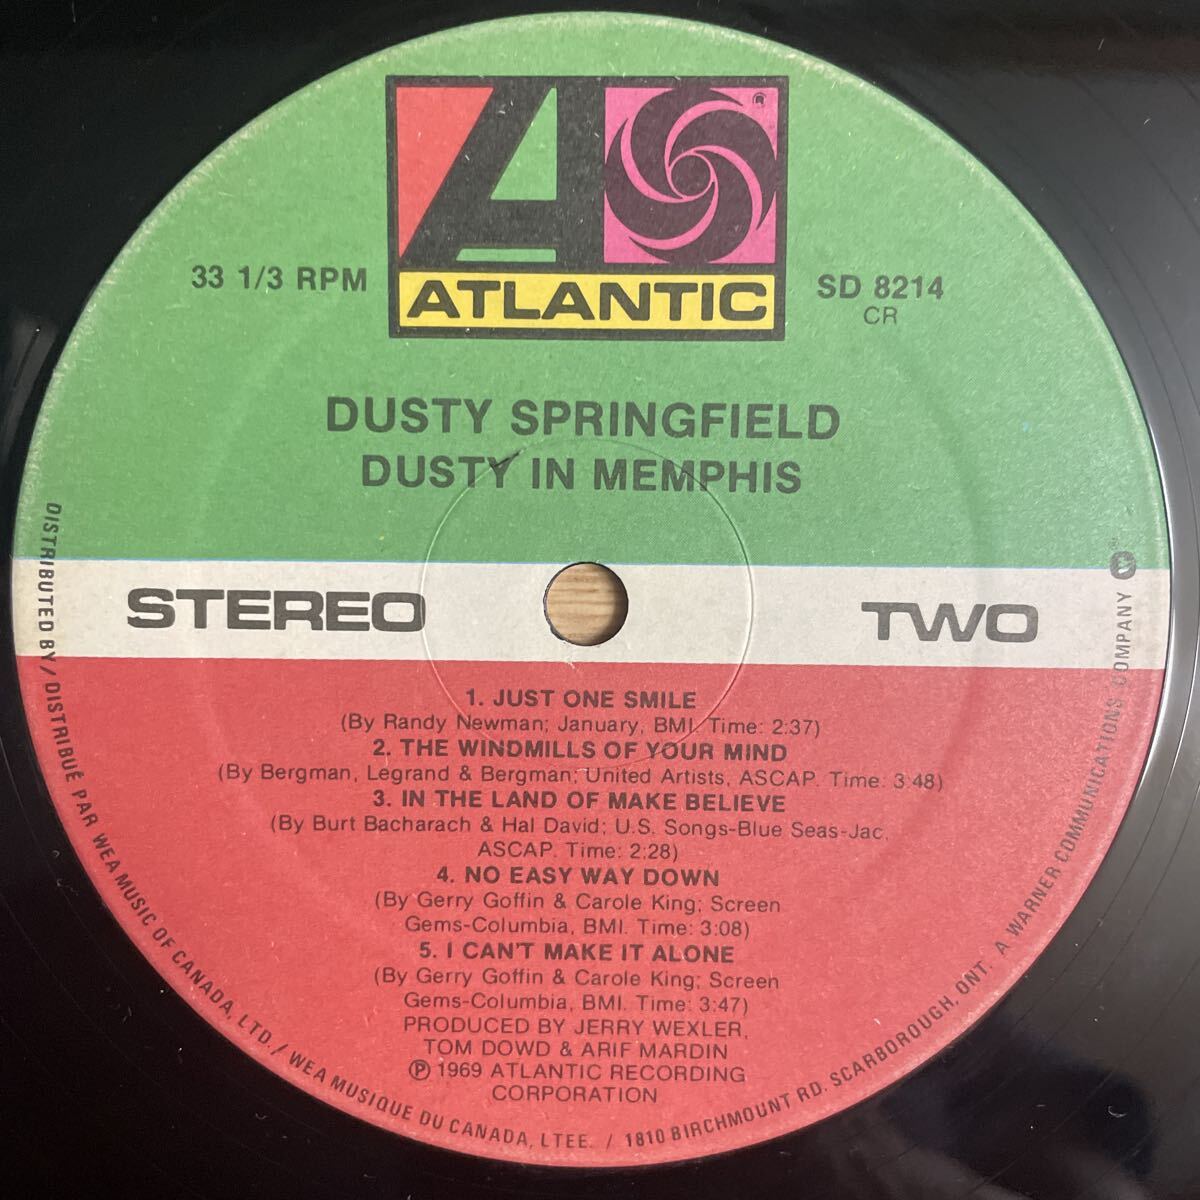 ATLANTIC
33 1/3 RPM
SD 8214
CR
DUSTY SPRINGFIELD
DUSTY IN MEMPHIS
STEREO
TWO
1. JUST ONE SMILE
(By Randy Newman; January, BMI. Time: 2:37)
2. THE WINDMILLS OF YOUR MIND
(By Bergman, Legrand & Bergman; United Artists, ASCAP. Time: 3:48)
3. IN THE LAND OF MAKE BELIEVE
(By Burt Bacharach & Hal David; U.S. Songs-Blue Seas-Jac,
ASCAP. Time: 2:28)
4. NO EASY WAY DOWN
(By Gerry Goffin & Carole King; Screen
Gems-Columbia, BMI. Time: 3:08)
5. I CAN'T MAKE IT ALONE
(By Gerry Goffin & Carole King; Screen
Gems-Columbia, BMI. Time: 3:47)
PRODUCED BY JERRY WEXLER,
TOM DOWD & ARIF MARDIN
℗ 1969 ATLANTIC RECORDING
CORPORATION
DISTRIBUTED BY / DISTRIBUÉ PAR WEA MUSIC OF CANADA, LTD. / WEA MUSIQUE DU CANADA, LTEE. / 1810 BIRCHMOUNT RD. SCARBOROUGH, ONT. A WARNER COMMUNICATIONS COMPANY